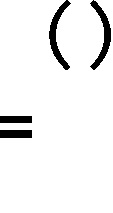 ()
=